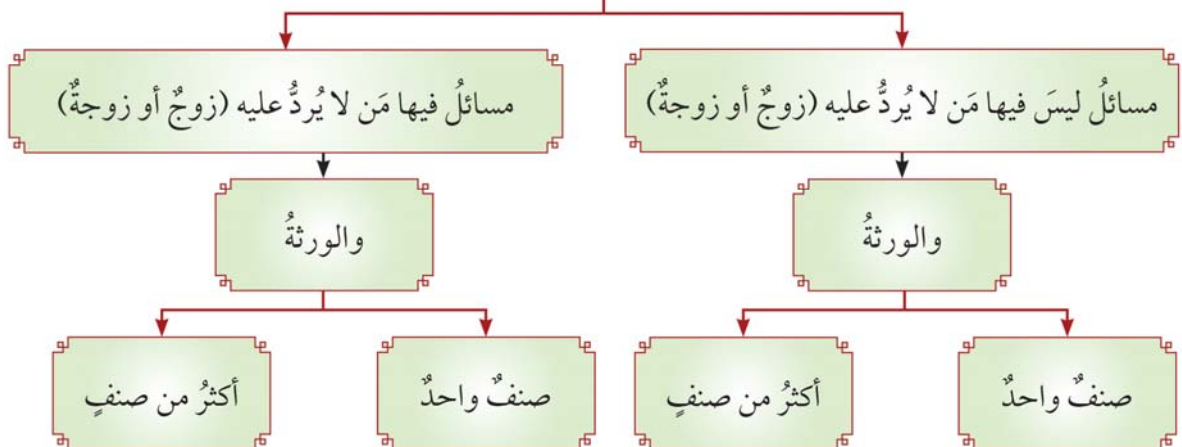 مسائلُ ليسَ فيها مَن لا يُردُّ عليه (زوجٌ أو زوجةٌ)
مسائلُ فيها مَن لا يُردُّ عليه (زوجٌ أو زوجةٌ)
والورثةُ
والورثةُ
صنفٌ واحدٌ
أكثرُ من صنفٍ
صنفٌ واحدٌ
أكثرُ من صنفٍ